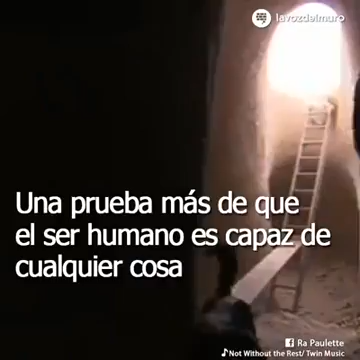 lavozdelmuro
Una prueba más de que
el ser humano es capaz de
cualquier cosa
Ra Paulette
Not Without the Rest/ Twin Music